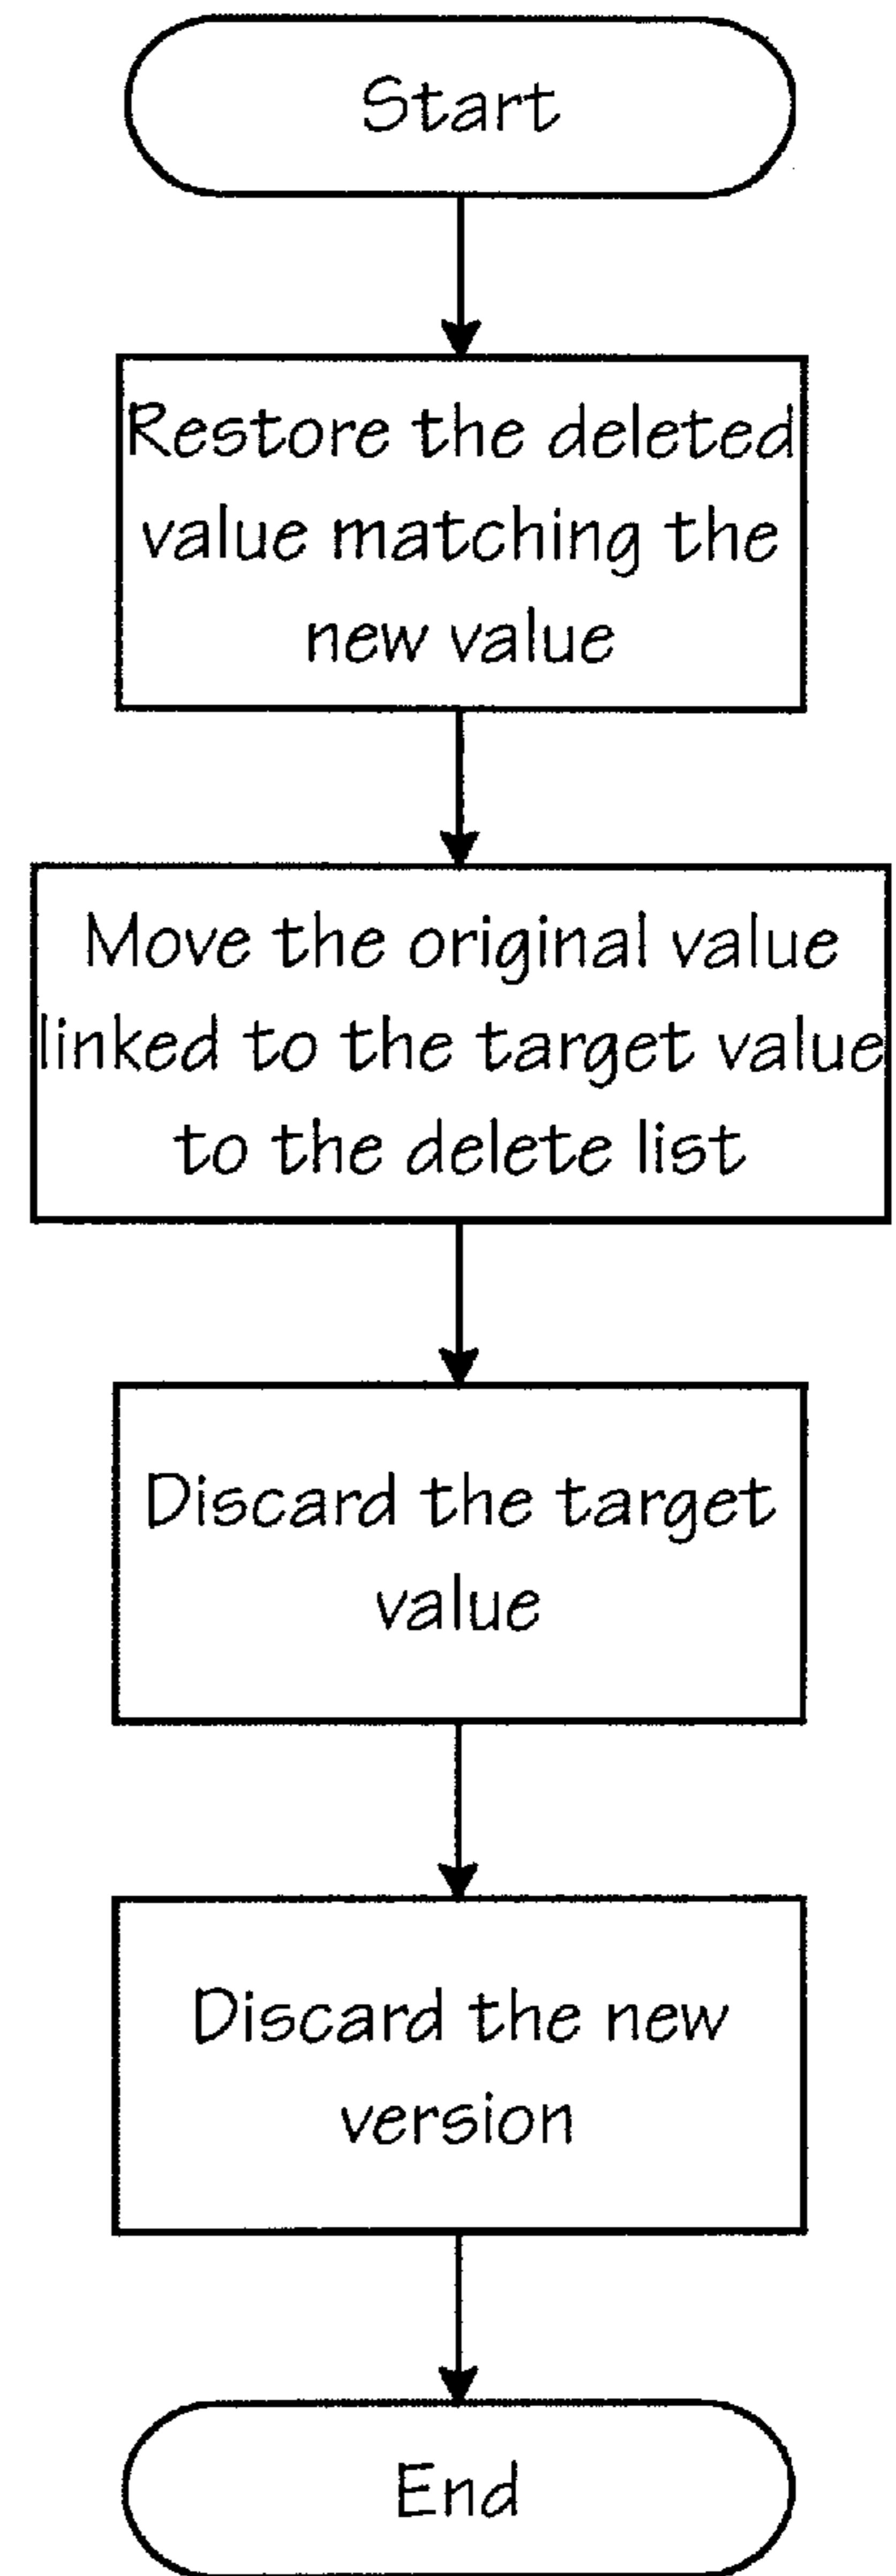 Start
Restore the deleted
value matching the
new value
Move the original value
linked to the target value
to the delete list
Discard the target
value
Discard the new
version
End